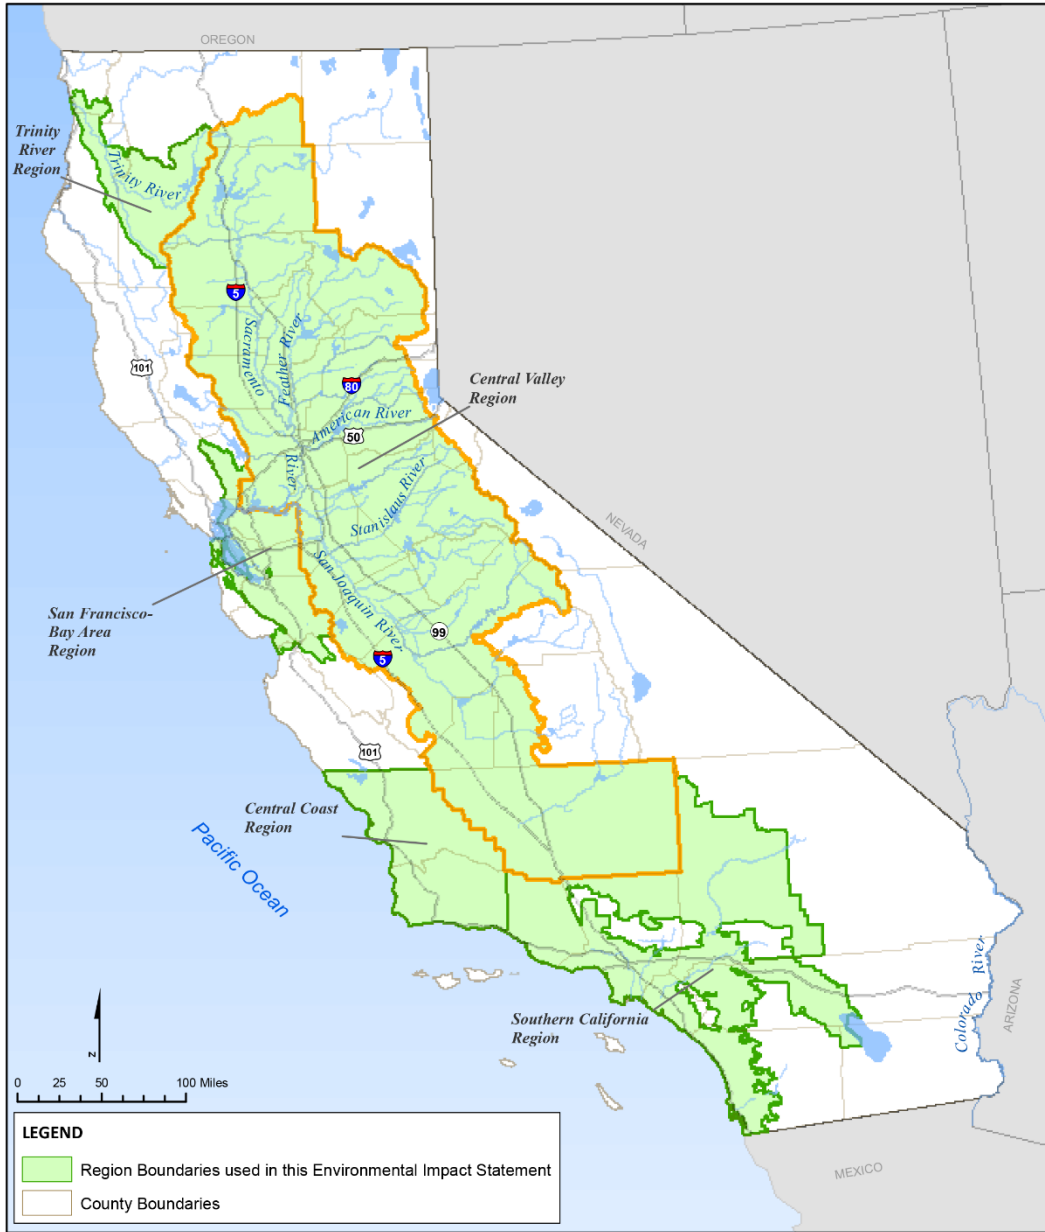 OREGON
Trinity
River
Region
Trinity River
5
Sacramento
River
Feather River
101
80
Central Valley
Region
American River
50
Stanislaus River
NEVADA
San Joaquin River
San Francisco-
Bay Area
Region
99
5
101
Central Coast
Region
Pacific Ocean
Colorado River
ARIZONA
Southern California
Region
MEXICO
N
0 25 50 100 Miles
LEGEND
Region Boundaries used in this Environmental Impact Statement
County Boundaries